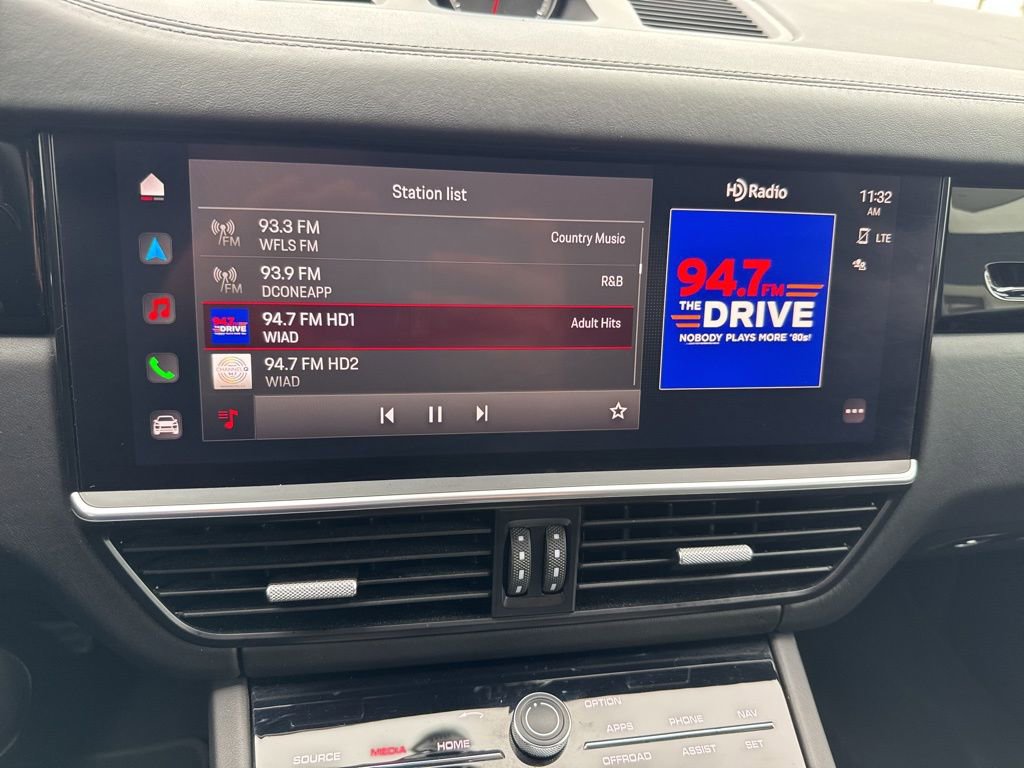 Station list
93.3 FM
WFLS FM
Country Music
93.9 FM
DCONEAPP
R&B
94.7 FM HD1
WIAD
Adult Hits
94.7 FM HD2
WIAD
HD Radio
94.7 FM
THE DRIVE
NOBODY PLAYS MORE '80s!
11:32
AM
LTE
SOURCE MEDIA HOME
OPTION
APPS PHONE NAV
OFFROAD ASSIST SET